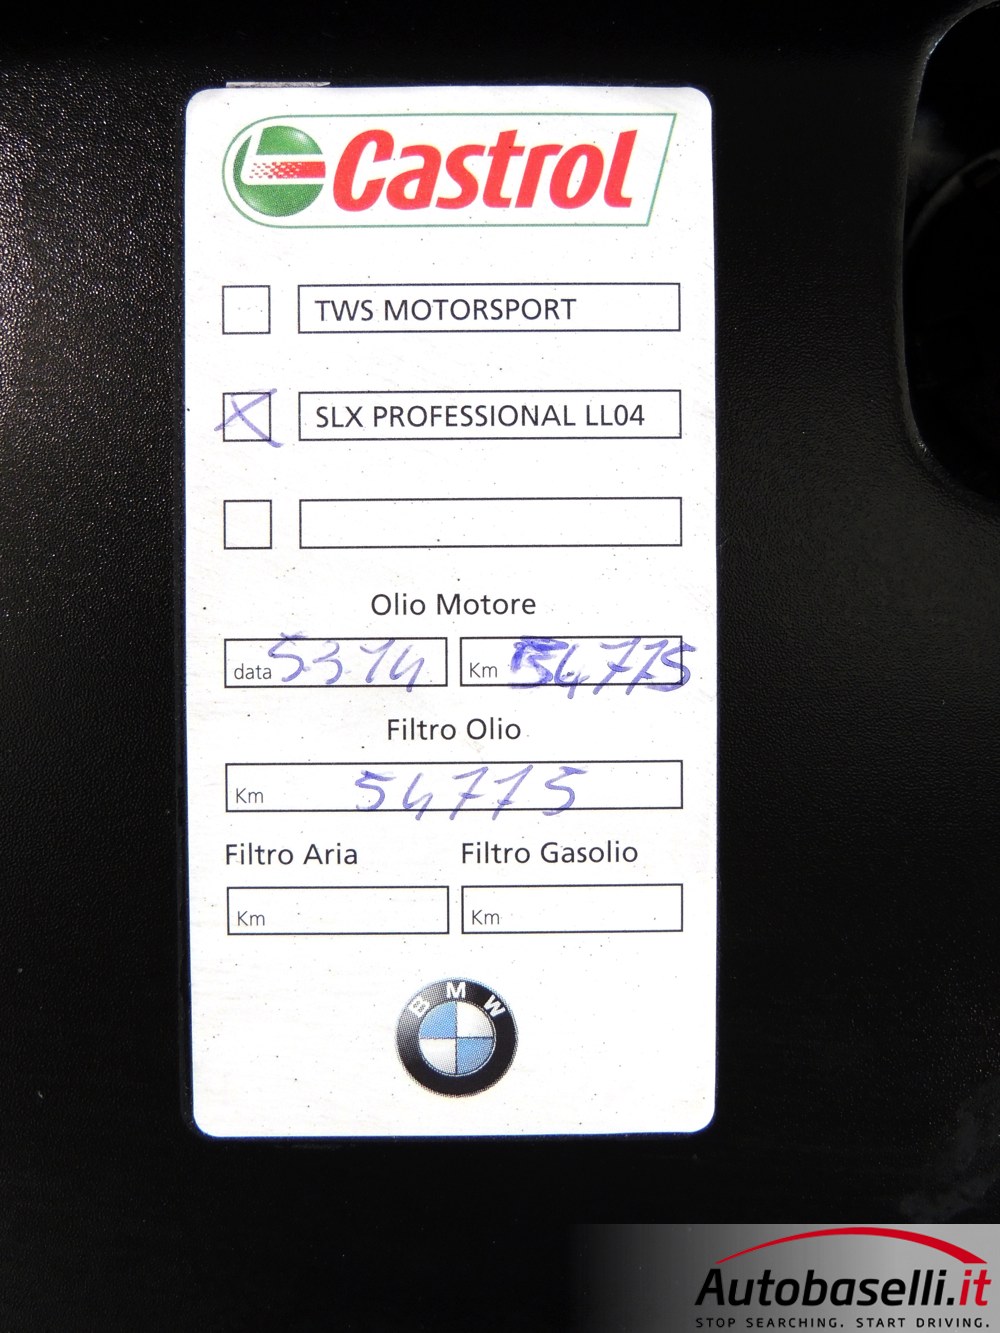 Castrol
TWS MOTORSPORT
X SLX PROFESSIONAL LL04
Olio Motore
data 5314 Km 54775
Filtro Olio
Km 54775
Filtro Aria Filtro Gasolio
Km Km
BMW
Autobaselli.it
STOP SEARCHING. START DRIVING.